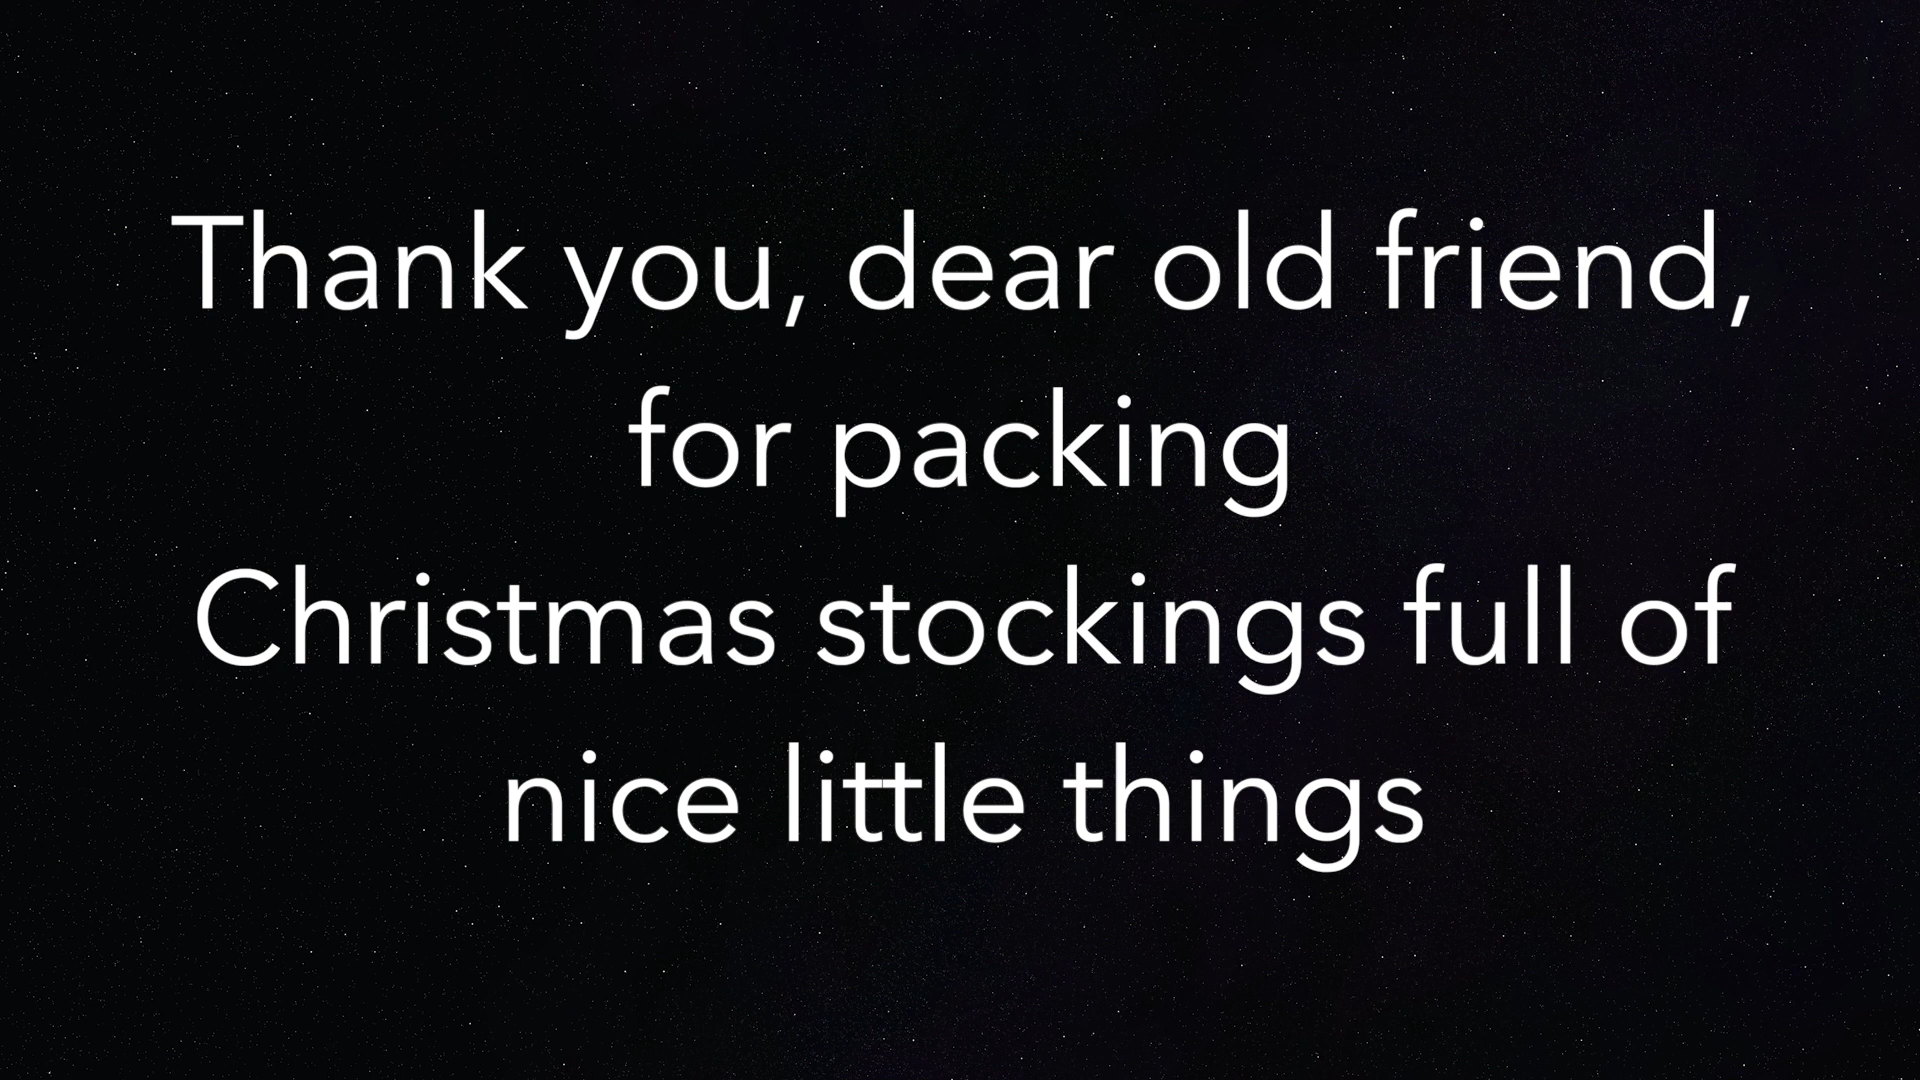 Thank you, dear old friend,
for packing
Christmas stockings full of
nice little things